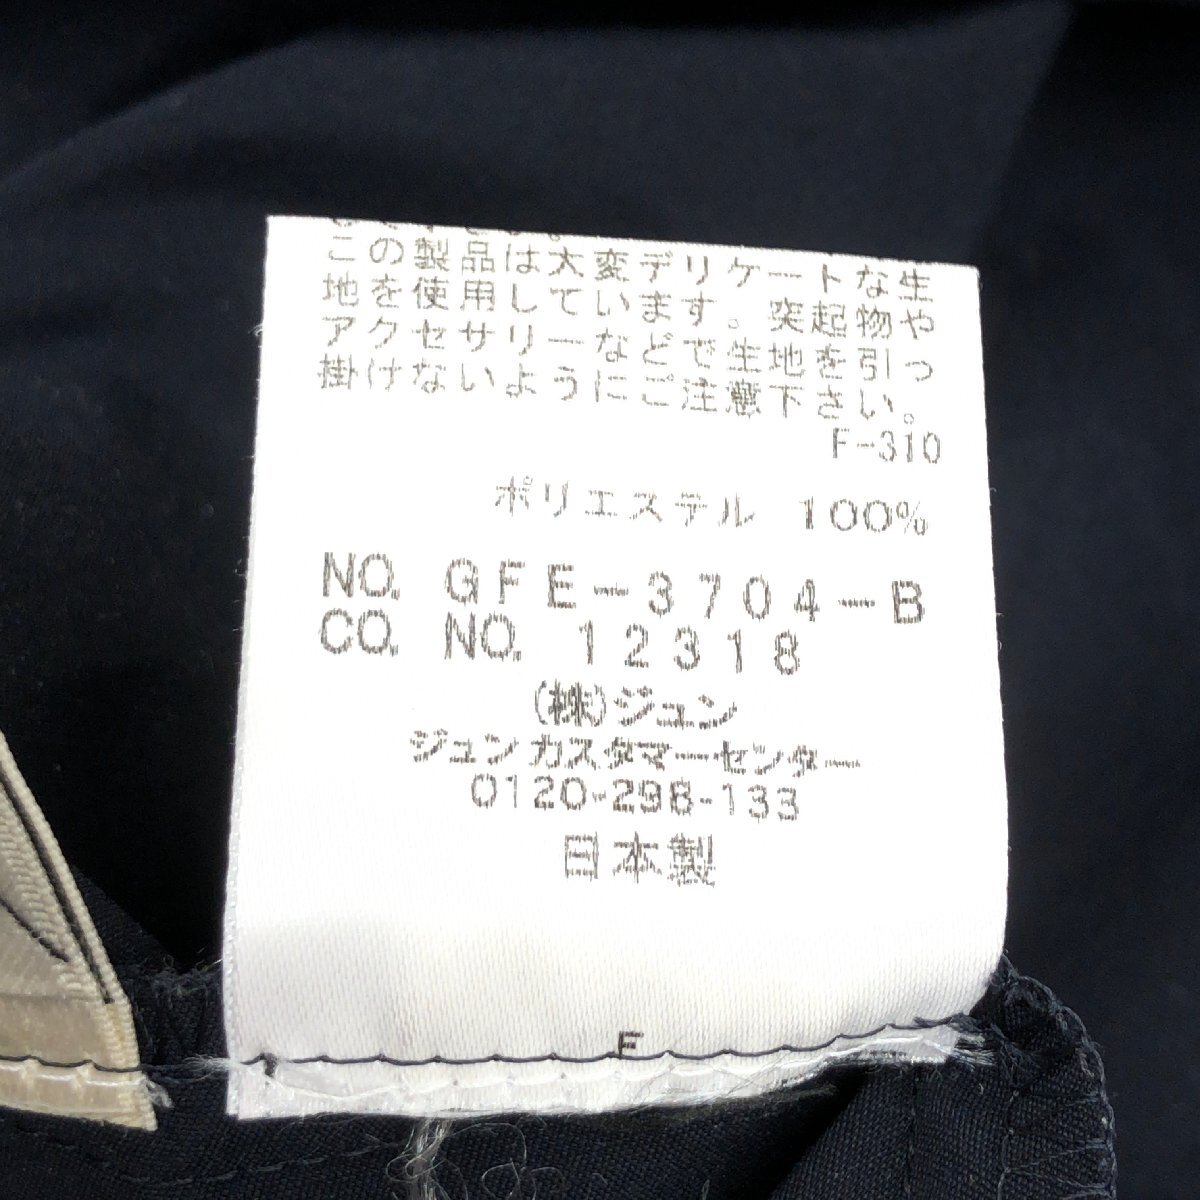 この製品は大変デリケートな生
地を使用しています。突起物や
アクセサリーなどで生地を引っ
掛けないようにご注意下さい。
F-310
ポリエステル 100%
NO. GFE-3704-B
CO. NO. 12318
(株)ジュン
ジュンカスタマーセンター
0120-298-133
日本製
F